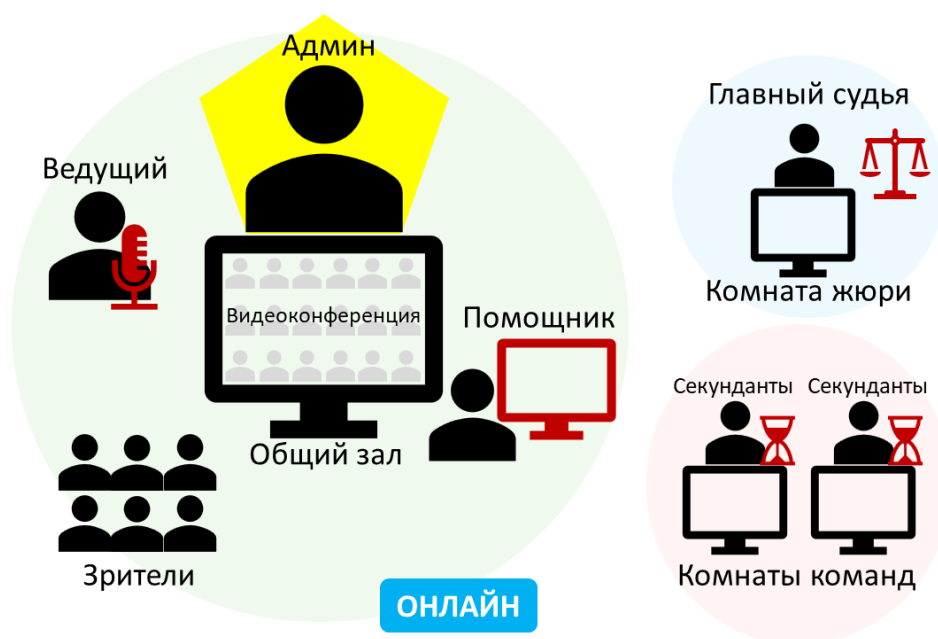 Админ
Ведущий
Видеоконференция
Помощник
Общий зал
Зрители
ОНЛАЙН
Главный судья
Комната жюри
Секунданты Секунданты
Комнаты команд